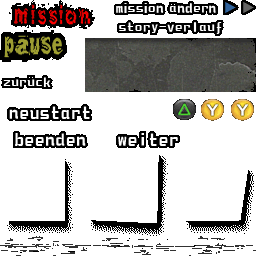 mission
mission ändern
story-verlauf
pause
zurück
neustart
Y Y
beenden
weiter